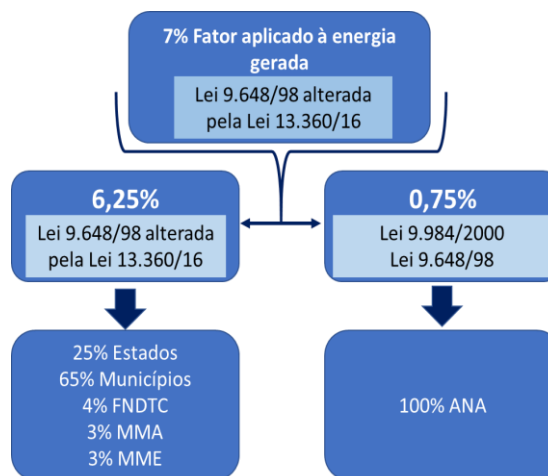 7% Fator aplicado à energia
gerada
Lei 9.648/98 alterada
pela Lei 13.360/16
6,25%
Lei 9.648/98 alterada
pela Lei 13.360/16
0,75%
Lei 9.984/2000
Lei 9.648/98
25% Estados
65% Municípios
4% FNDTC
3% MMA
3% MME
100% ANA